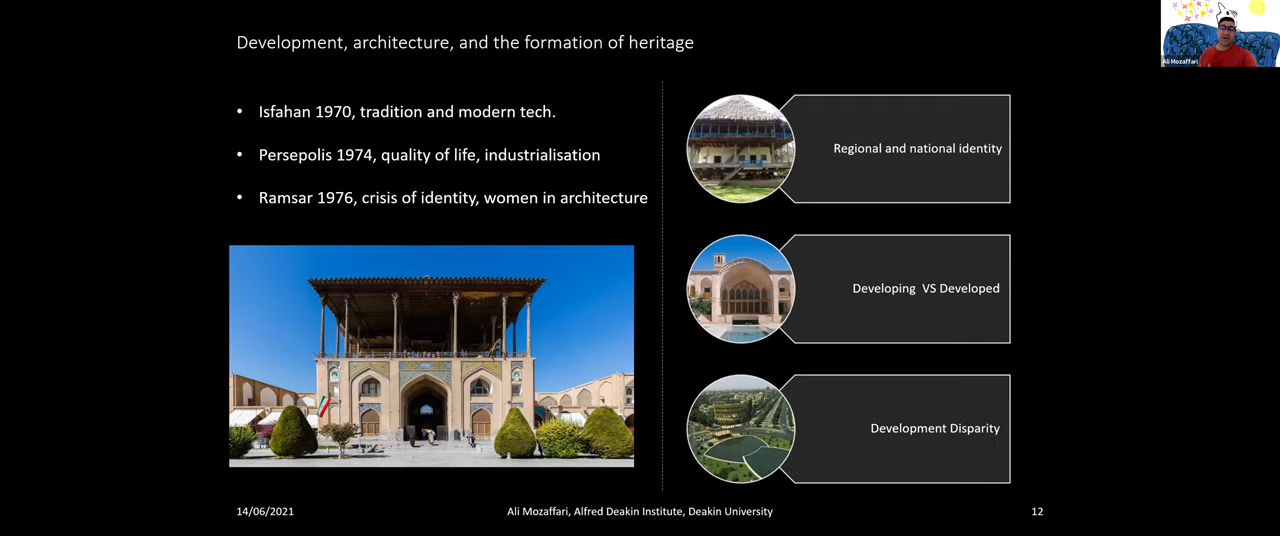 Development, architecture, and the formation of heritage
Ali Mozaffari
• Isfahan 1970, tradition and modern tech.
• Persepolis 1974, quality of life, industrialisation
• Ramsar 1976, crisis of identity, women in architecture
Regional and national identity
Developing VS Developed
Development Disparity
14/06/2021
Ali Mozaffari, Alfred Deakin Institute, Deakin University
12